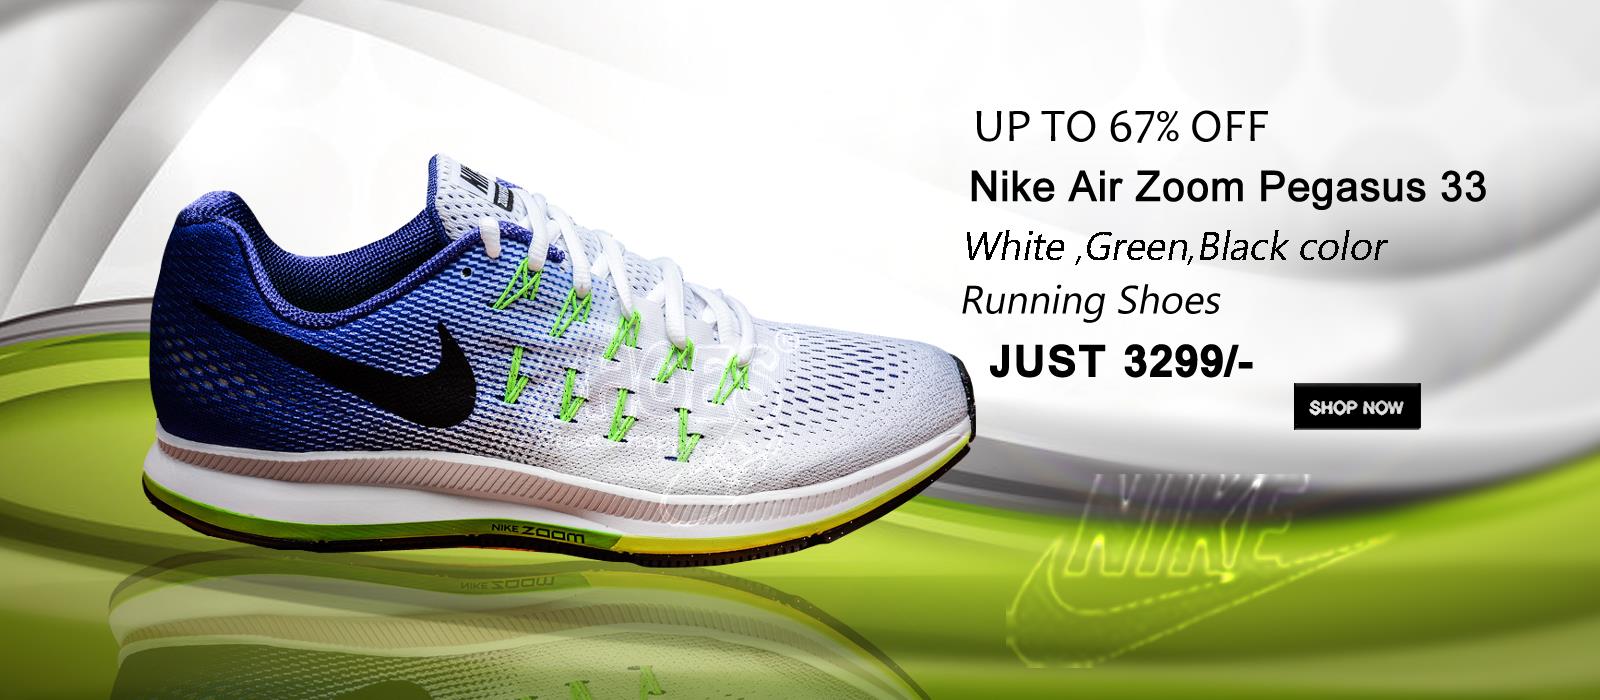 UP TO 67% OFF
Nike Air Zoom Pegasus 33
White ,Green,Black color
Running Shoes
JUST 3299/-
SHOP NOW
NIKE
NIKE ZOOM